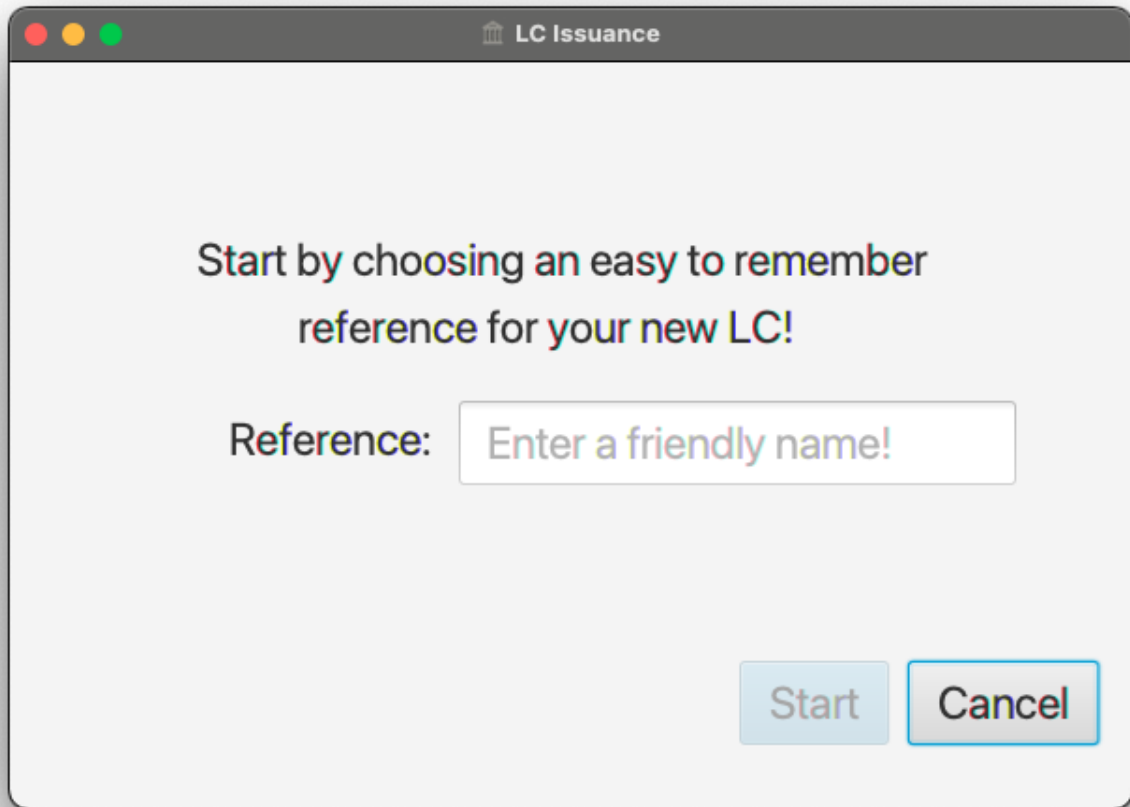 LC Issuance
Start by choosing an easy to remember
reference for your new LC!
Reference: Enter a friendly name!
Start Cancel